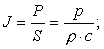 J = P/S = p/(ρ · c);